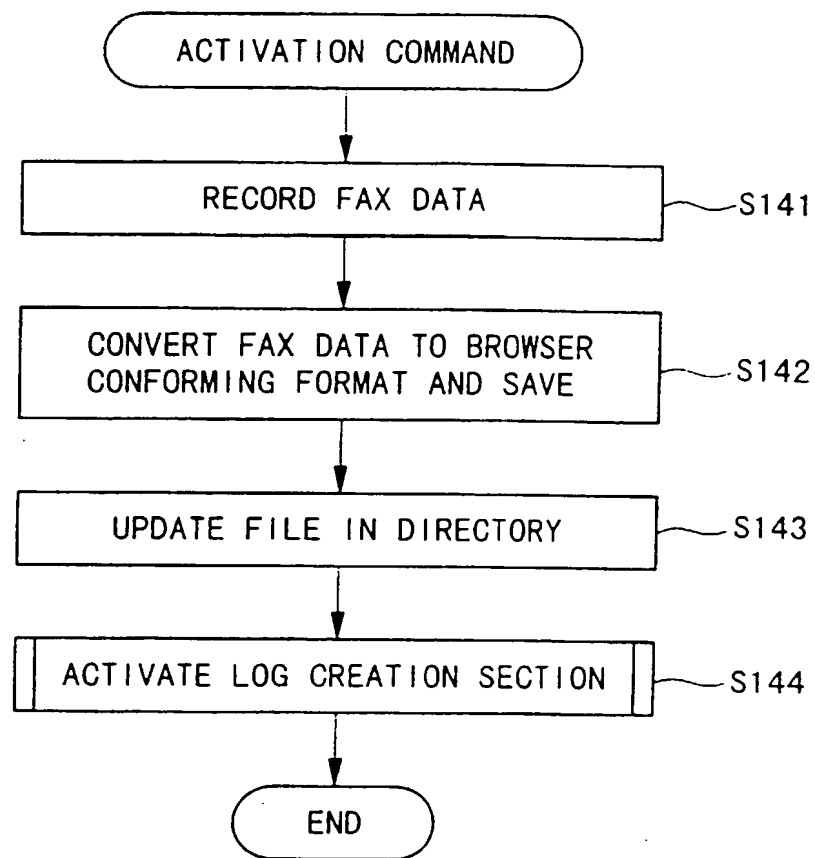 ACTIVATION COMMAND
RECORD FAX DATA
S141
CONVERT FAX DATA TO BROWSER
CONFORMING FORMAT AND SAVE
S142
UPDATE FILE IN DIRECTORY
S143
ACTIVATE LOG CREATION SECTION
S144
END